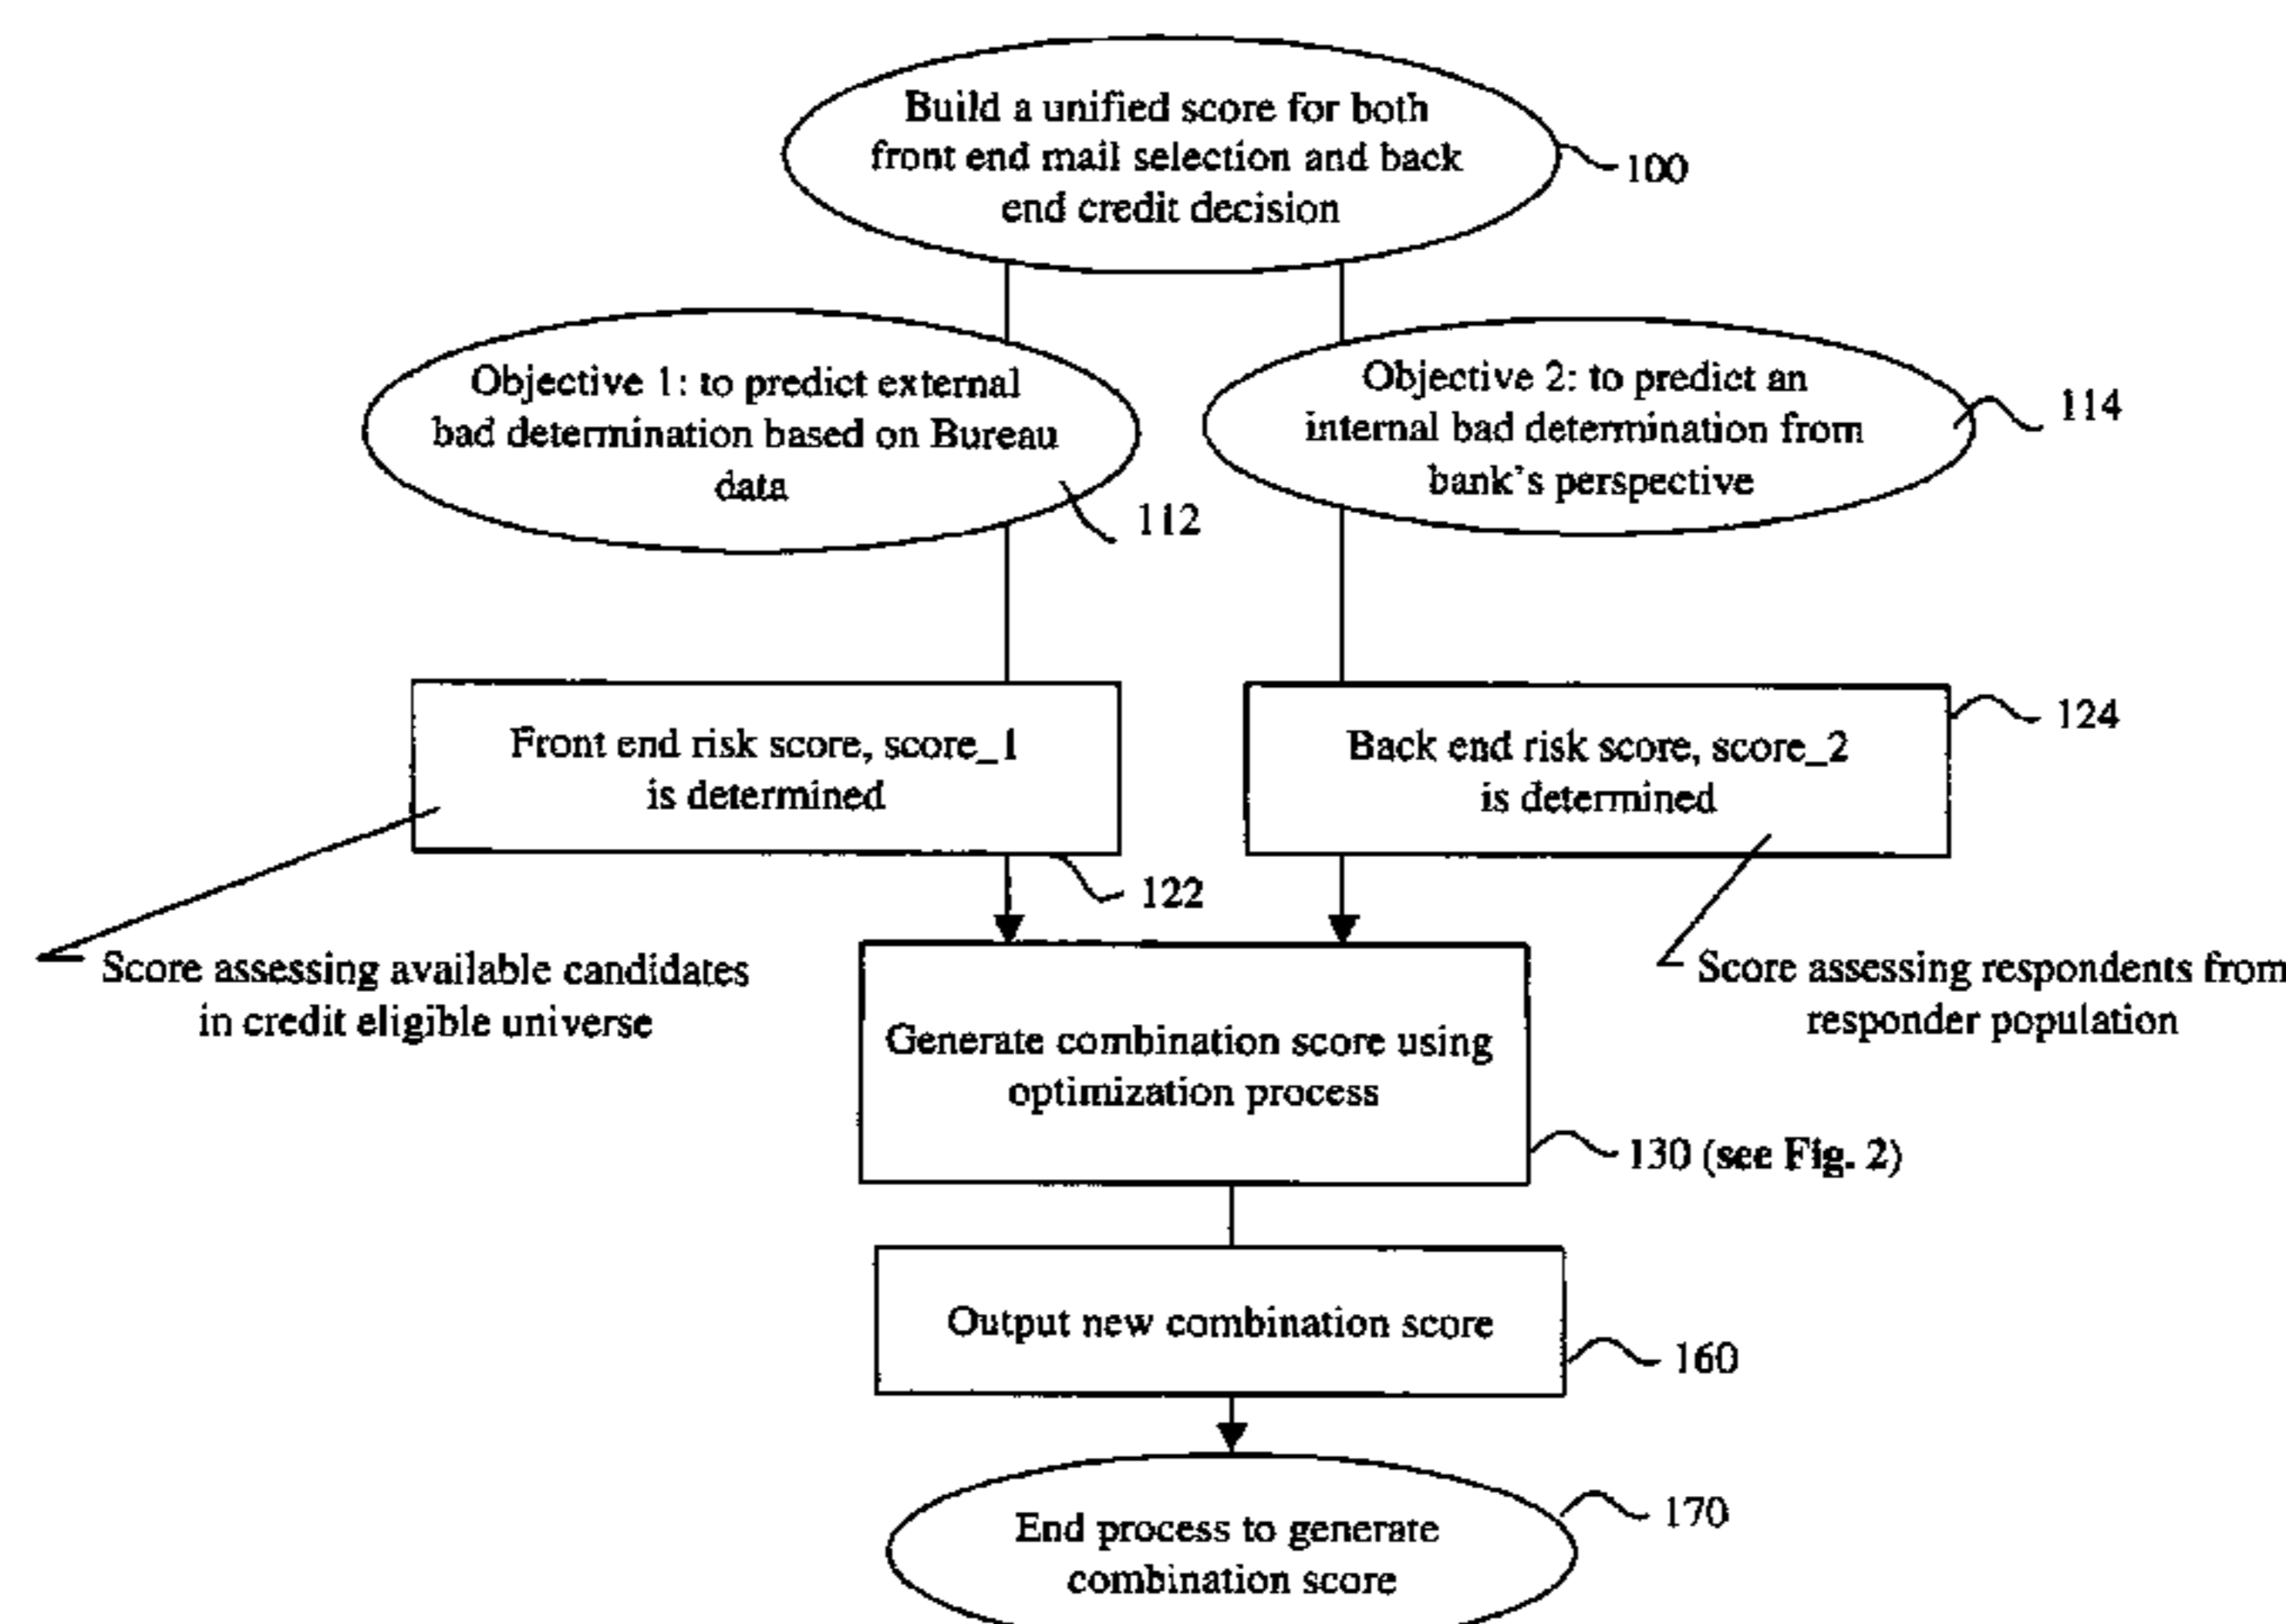 Build a unified score for both
front end mail selection and back
end credit decision
100
Objective 1: to predict external
bad determination based on Bureau
data
112
Objective 2: to predict an
internal bad determination from
bank's perspective
114
Front end risk score, score_1
is determined
122
Back end risk score, score_2
is determined
124
Score assessing available candidates
in credit eligible universe
Score assessing respondents from
responder population
Generate combination score using
optimization process
130 (see Fig. 2)
Output new combination score
160
End process to generate
combination score
170